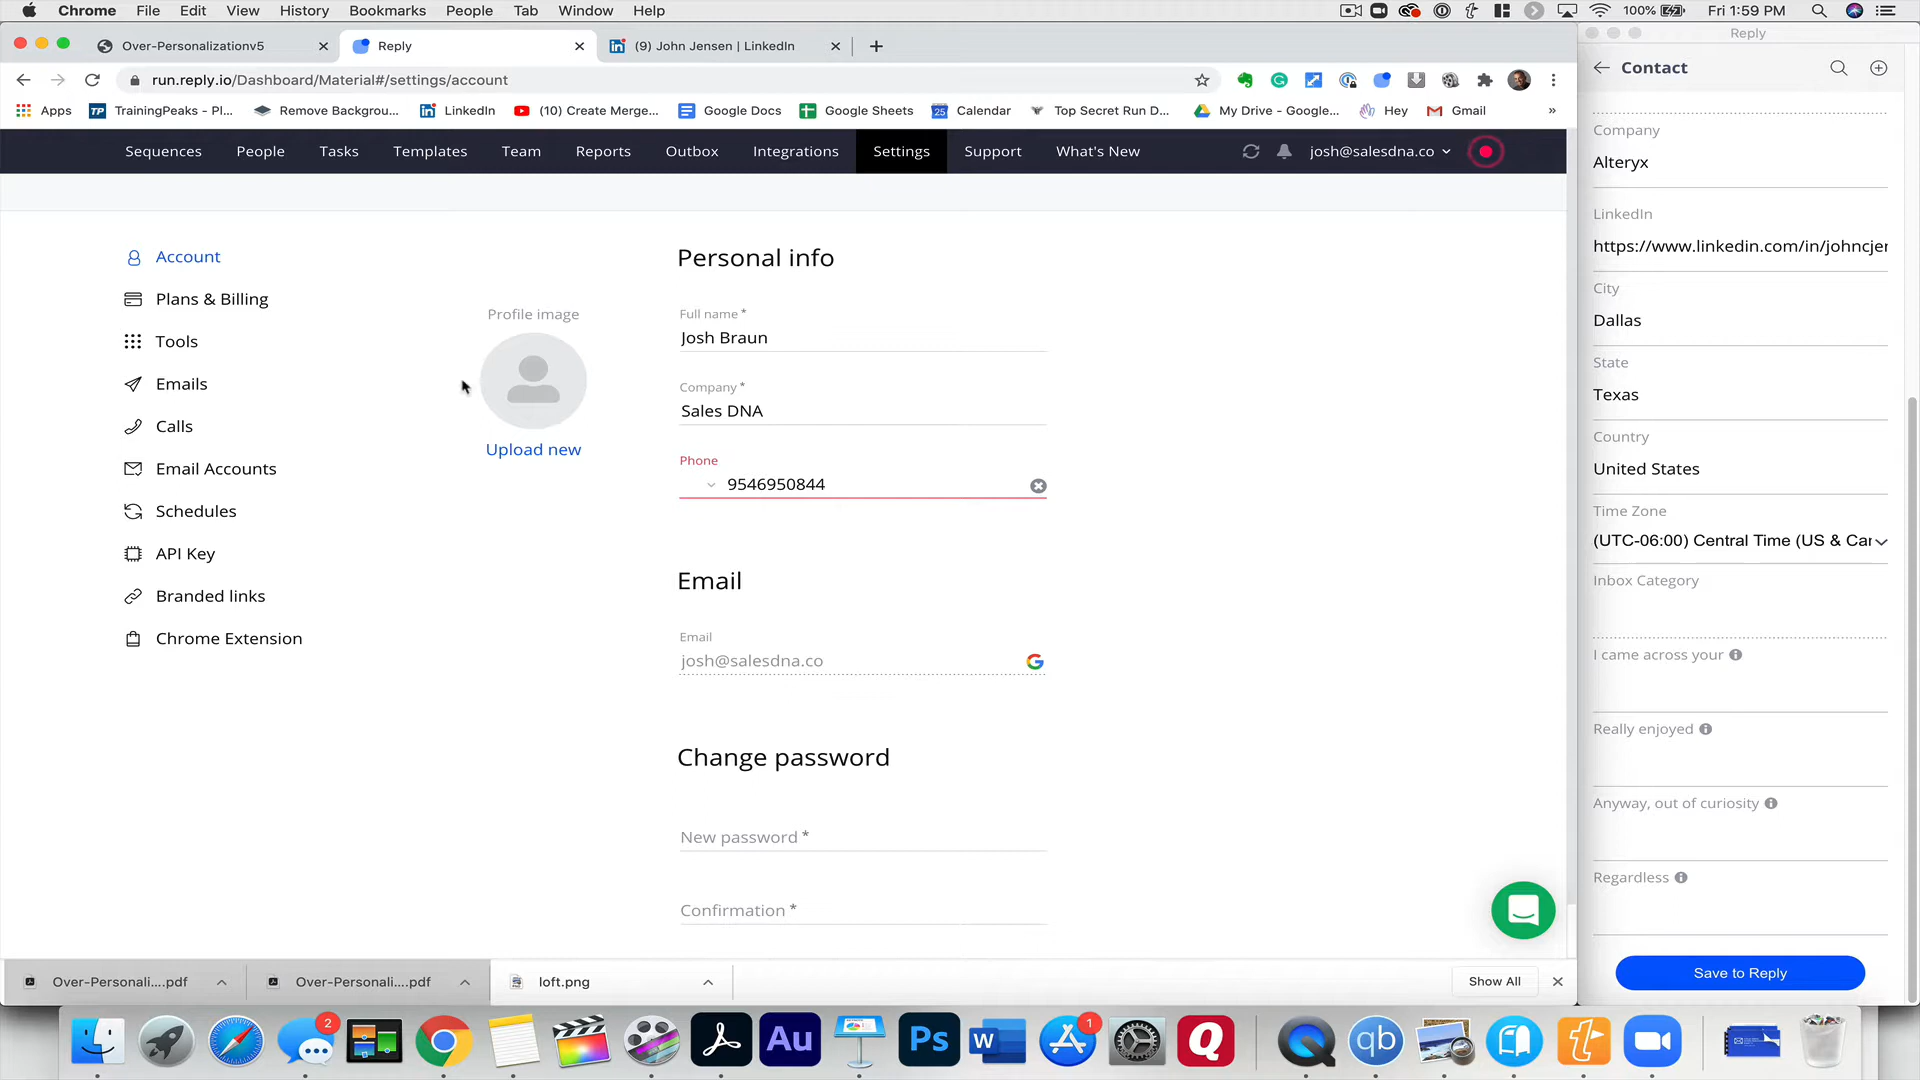 Chrome File Edit View History Bookmarks People Tab Window Help 100% Fri 1:59 PM
Over-Personalizationv5 Reply (9) John Jensen | LinkedIn
run.reply.io/Dashboard/Material#/settings/account
Apps TrainingPeaks - Pl... Remove Backgrou... LinkedIn (10) Create Merge... Google Docs Google Sheets 25 Calendar Top Secret Run D... My Drive - Google... Hey Gmail »
Sequences People Tasks Templates Team Reports Outbox Integrations Settings Support What's New josh@salesdna.co
Account
Plans & Billing
Tools
Emails
Calls
Email Accounts
Schedules
API Key
Branded links
Chrome Extension
Profile image
Upload new
Personal info
Full name *
Josh Braun
Company *
Sales DNA
Phone
9546950844
Email
Email
josh@salesdna.co
Change password
New password *
Confirmation *
Reply
Contact
Company
Alteryx
LinkedIn
https://www.linkedin.com/in/johncjer
City
Dallas
State
Texas
Country
United States
Time Zone
(UTC-06:00) Central Time (US & Car
Inbox Category
I came across your
Really enjoyed
Anyway, out of curiosity
Regardless
Save to Reply
Over-Personali....pdf Over-Personali....pdf loft.png Show All
2 Au Ps W 1 Q qb